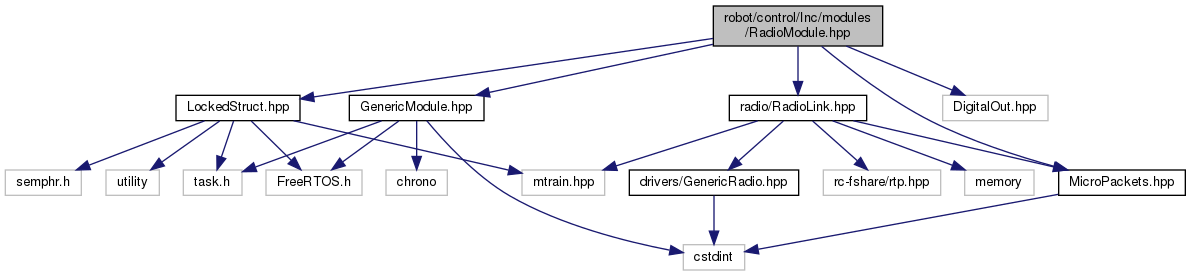 robot/control/Inc/modules
/RadioModule.hpp
LockedStruct.hpp
GenericModule.hpp
radio/RadioLink.hpp
DigitalOut.hpp
semphr.h
utility
task.h
FreeRTOS.h
chrono
mtrain.hpp
drivers/GenericRadio.hpp
rc-fshare/rtp.hpp
memory
MicroPackets.hpp
cstdint